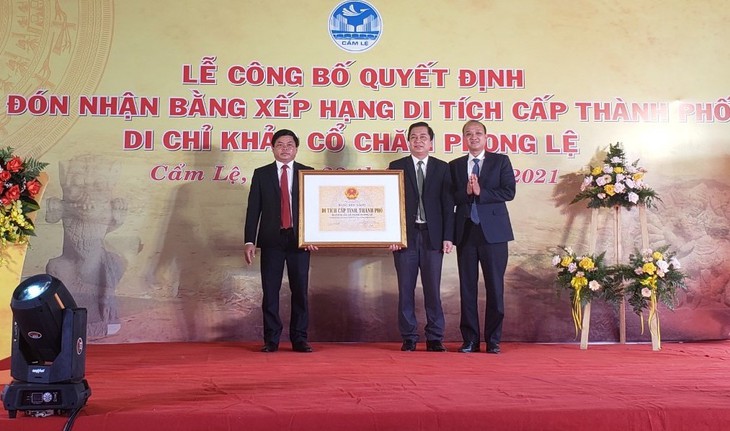 CẨM LỆ
LỄ CÔNG BỐ QUYẾT ĐỊNH
ĐÓN NHẬN BẰNG XẾP HẠNG DI TÍCH CẤP THÀNH PHỐ
DI CHỈ KHẢO CỔ CHĂM PHONG LỆ
Cẩm Lệ, 2021
DI TÍCH CẤP TỈNH, THÀNH PHỐ